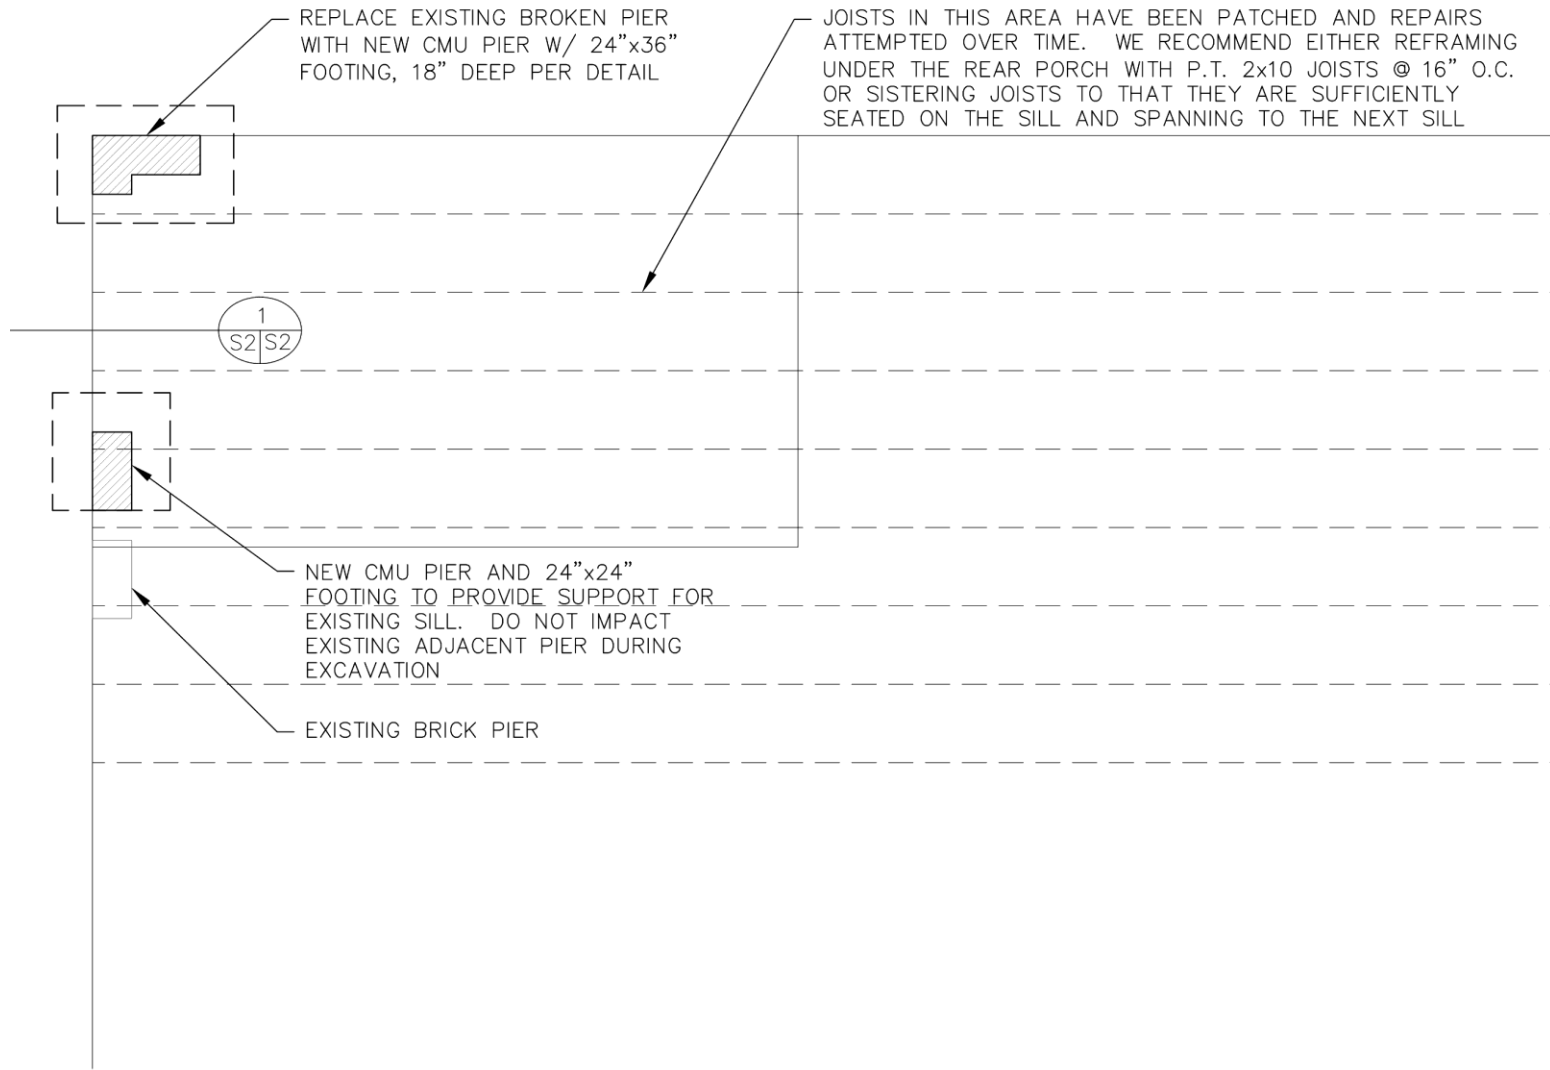 REPLACE EXISTING BROKEN PIER
WITH NEW CMU PIER W/ 24"x36"
FOOTING, 18" DEEP PER DETAIL
JOISTS IN THIS AREA HAVE BEEN PATCHED AND REPAIRS
ATTEMPTED OVER TIME. WE RECOMMEND EITHER REFRAMING
UNDER THE REAR PORCH WITH P.T. 2x10 JOISTS @ 16" O.C.
OR SISTERING JOISTS TO THAT THEY ARE SUFFICIENTLY
SEATED ON THE SILL AND SPANNING TO THE NEXT SILL
1
S2 S2
NEW CMU PIER AND 24"x24"
FOOTING TO PROVIDE SUPPORT FOR
EXISTING SILL. DO NOT IMPACT
EXISTING ADJACENT PIER DURING
EXCAVATION
EXISTING BRICK PIER